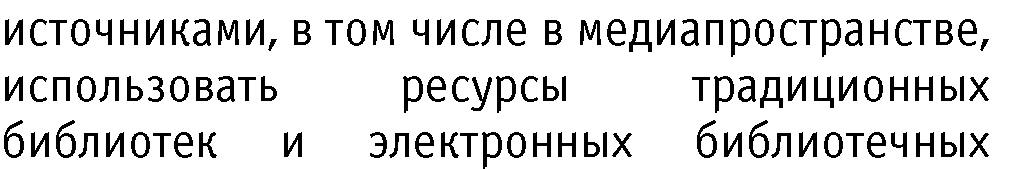 источниками, в том числе в медиапространстве,
использовать ресурсы традиционных
библиотек и электронных библиотечных